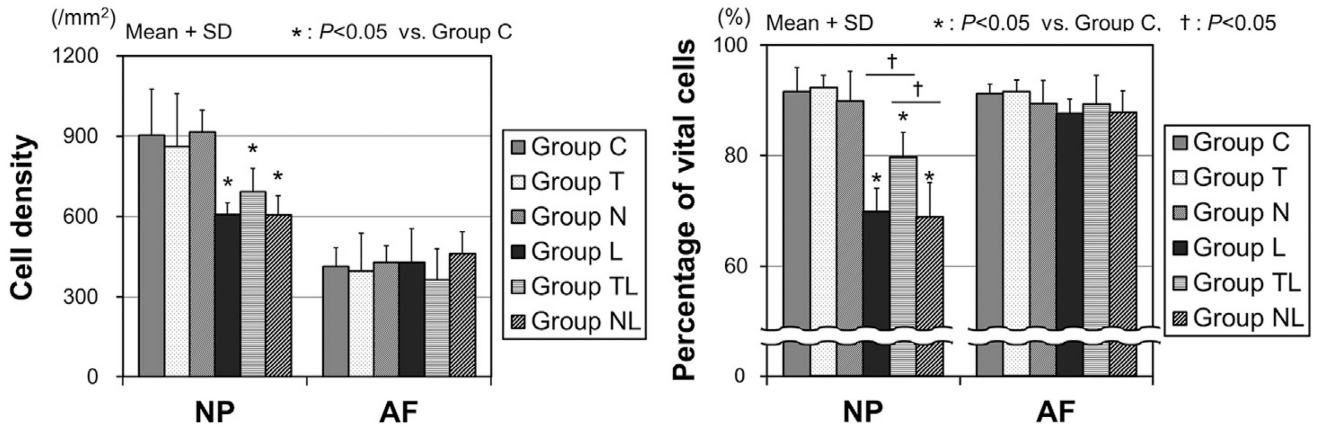 (/mm²)
Mean + SD
* : P<0.05 vs. Group C
Cell density
1200
900
600
300
0
*
*
*
NP
AF
Group C
Group T
Group N
Group L
Group TL
Group NL
(%)
Mean + SD
* : P<0.05 vs. Group C, † : P<0.05
Percentage of vital cells
100
80
60
0
†
†
*
*
*
NP
AF
Group C
Group T
Group N
Group L
Group TL
Group NL